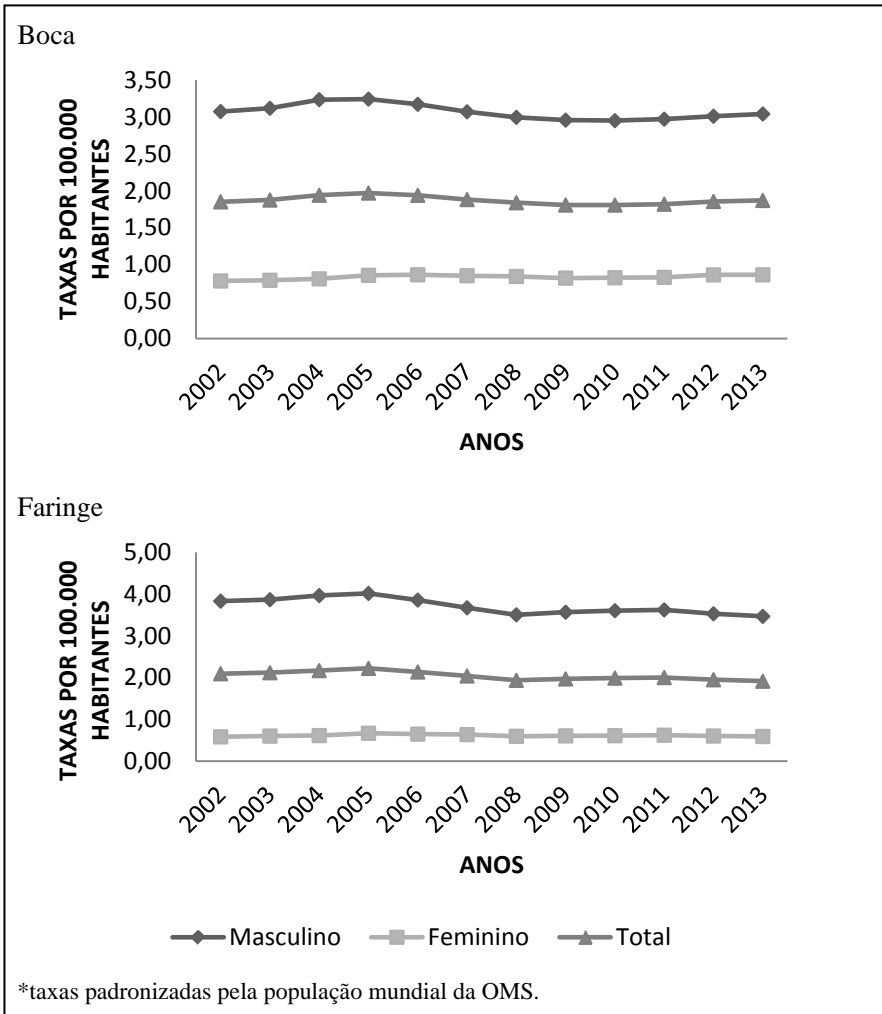 Boca
3,50
3,00
2,50
2,00
1,50
1,00
0,50
0,00
TAXAS POR 100.000
HABITANTES
2002 2003 2004 2005 2006 2007 2008 2009 2010 2011 2012 2013
ANOS
Faringe
5,00
4,00
3,00
2,00
1,00
0,00
TAXAS POR 100.000
HABITANTES
2002 2003 2004 2005 2006 2007 2008 2009 2010 2011 2012 2013
ANOS
Masculino Feminino Total
*taxas padronizadas pela população mundial da OMS.